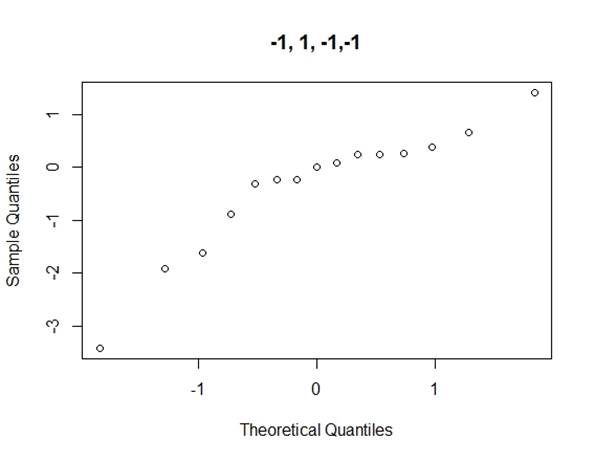 -1, 1, -1,-1
Sample Quantiles
1
0
-1
-2
-3
-1 0 1
Theoretical Quantiles